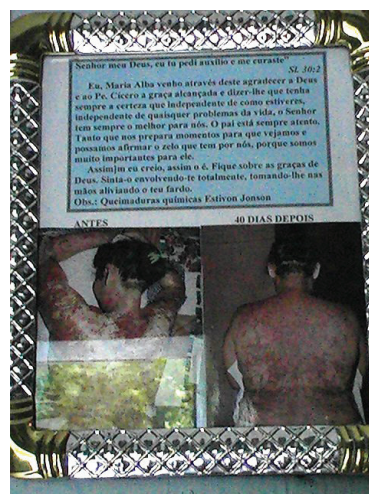 Senhor meu Deus, eu tu pedi auxílio e me curaste"
SL 30:2
Eu, Maria Alba venho através deste agradecer a Deus
e ao Pe. Cícero a graça alcançada e dizer-lhe que tenha
sempre a certeza que independente de como estiveres,
independente de quaisquer problemas da vida, o Senhor
tem sempre o melhor para nós. O pai está sempre atento.
Tanto que nos prepara momentos para que vejamos e
possamos afirmar o zelo que tem por nós, porque somos
muito importantes para ele.
Assim|m eu creio, assim o é. Fique sobre as graças de
Deus. Sinta-o envolvendo-te totalmente, tomando-lhe nas
mãos aliviando o teu fardo.
Obs.: Queimaduras químicas Estivon Jonson
ANTES
40 DIAS DEPOIS